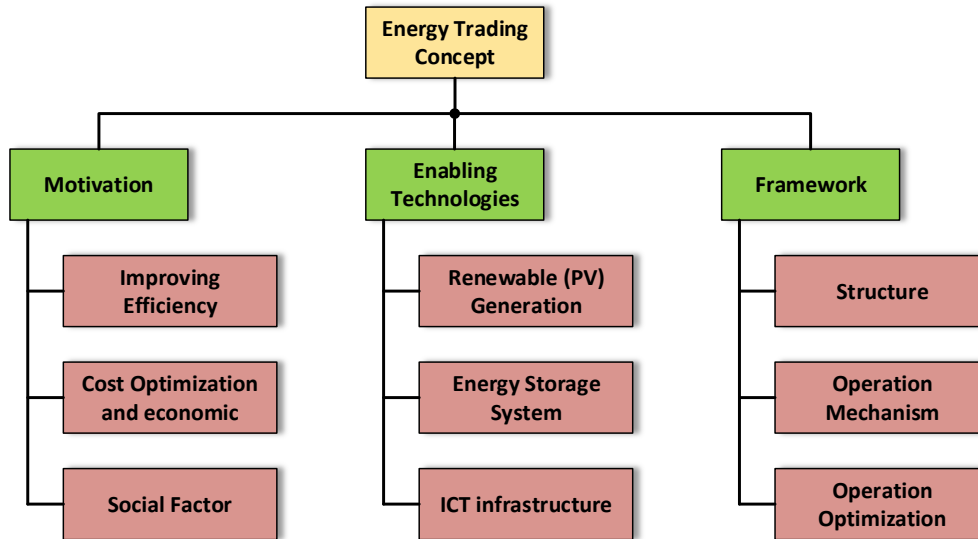 Energy Trading
Concept
Motivation
Enabling
Technologies
Framework
Improving
Efficiency
Renewable (PV)
Generation
Structure
Cost Optimization
and economic
Energy Storage
System
Operation
Mechanism
Social Factor
ICT infrastructure
Operation
Optimization